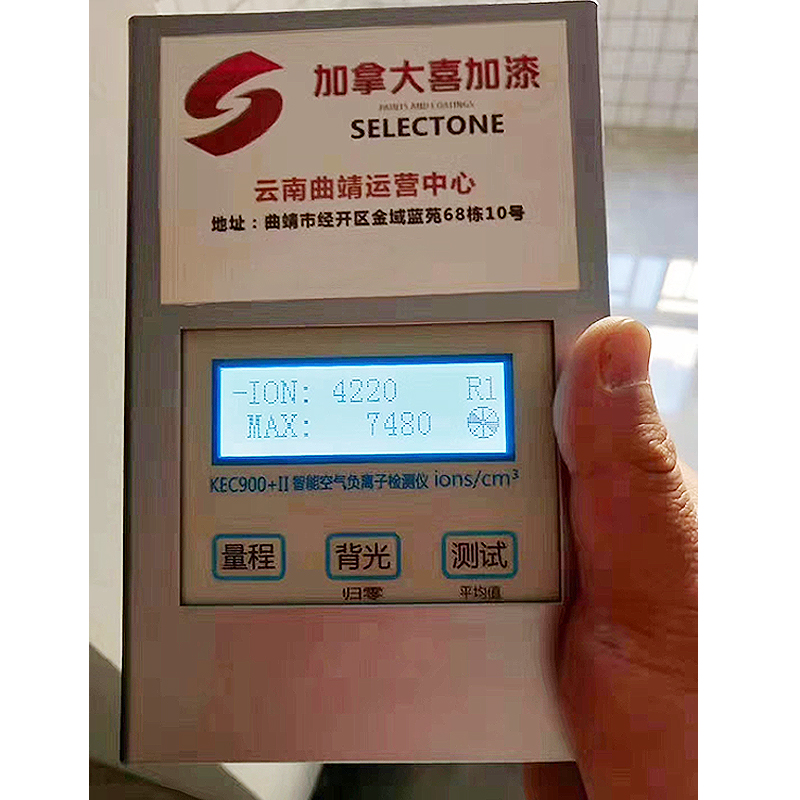 加拿大喜加漆
PAINTS AND COATINGS
SELECTONE
云南曲靖运营中心
地址：曲靖市经开区金域蓝苑68栋10号
-ION: 4220 R1
MAX: 7480
KEC900+II 智能空气负离子检测仪 ions/cm³
量程 背光 测试
归零 平均值